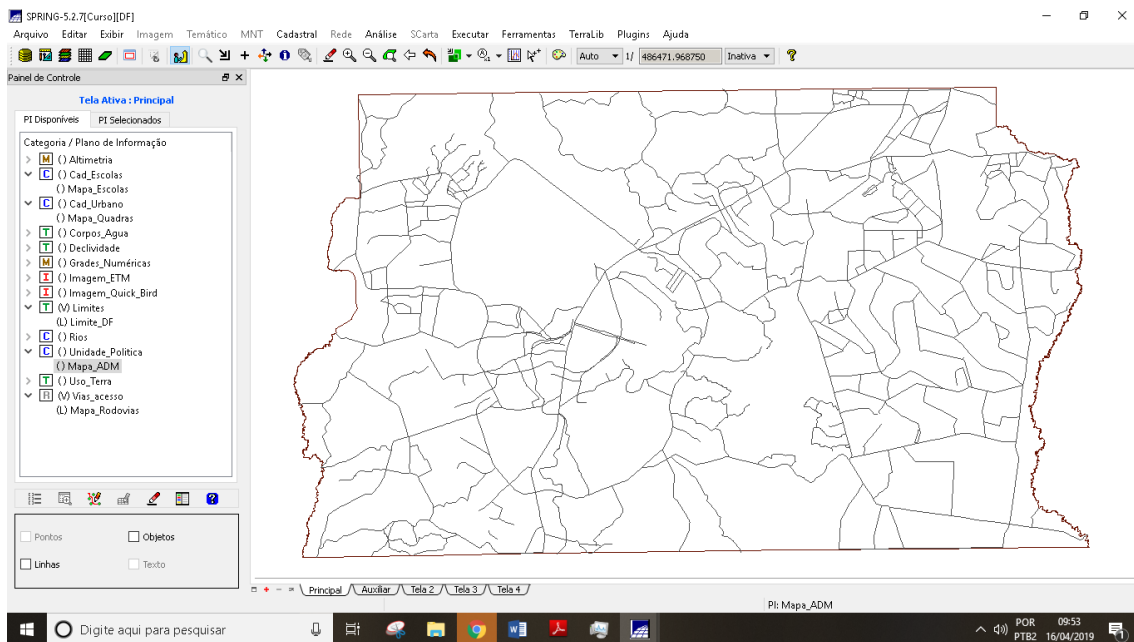 SPRING-5.2.7[Curso][DF]
Arquivo Editar Exibir Imagem Temático MNT Cadastral Rede Análise SCarta Executar Ferramentas TerraLib Plugins Ajuda
Auto 1/ 486471.968750 Inativa
Painel de Controle
Tela Ativa : Principal
PI Disponíveis PI Selecionados
Categoria / Plano de Informação
M () Altimetria
C () Cad_Escolas
() Mapa_Escolas
C () Cad_Urbano
() Mapa_Quadras
T () Corpos_Agua
T () Declividade
M () Grades_Numéricas
I () Imagem_ETM
I () Imagem_Quick_Bird
T (V) Limites
(L) Limite_DF
C () Rios
C () Unidade_Politica
() Mapa_ADM
T () Uso_Terra
R (V) Vias_acesso
(L) Mapa_Rodovias
Pontos Objetos
Linhas Texto
Principal Auxiliar Tela 2 Tela 3 Tela 4
PI: Mapa_ADM
Digite aqui para pesquisar
POR 09:53
PTB2 16/04/2019